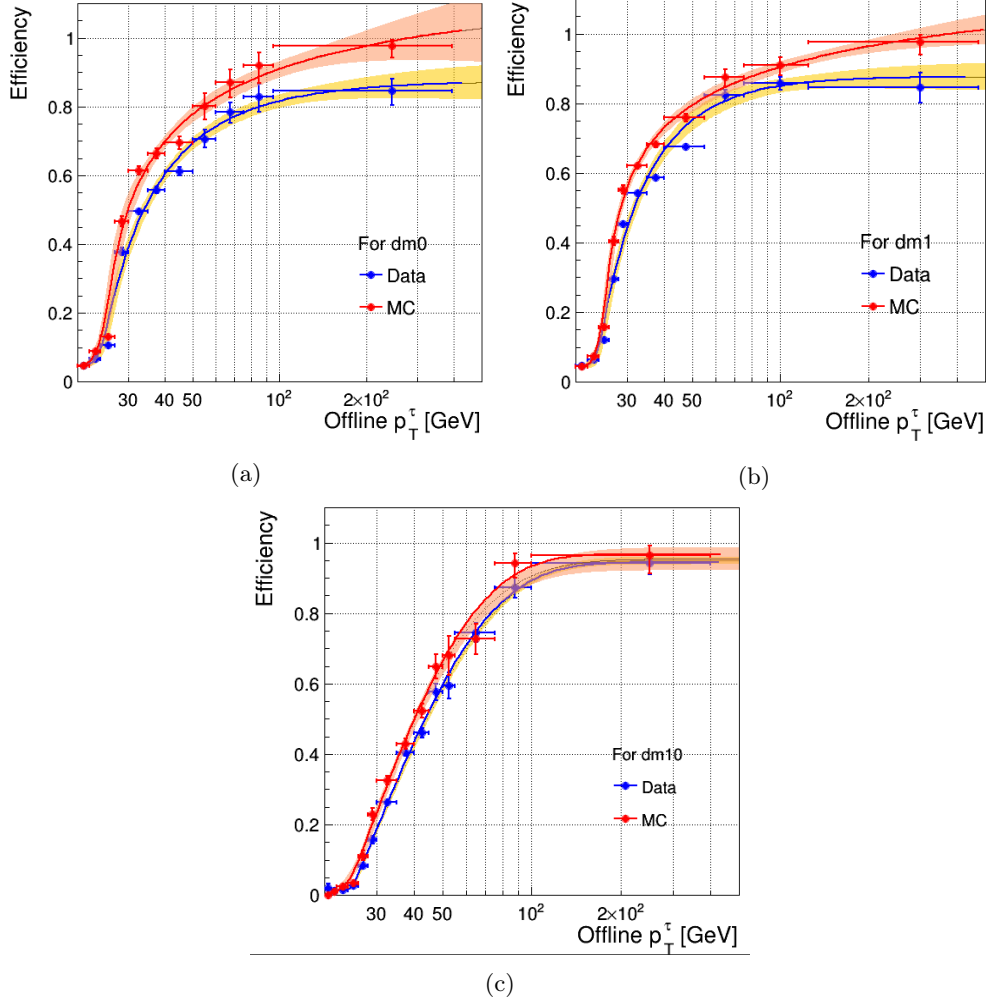 Efficiency
1
0.8
0.6
0.4
0.2
0
For dm0
Data
MC
30 40 50 10² 2×10²
Offline p_T^τ [GeV]
(a)
Efficiency
1
0.8
0.6
0.4
0.2
0
For dm1
Data
MC
30 40 50 10² 2×10²
Offline p_T^τ [GeV]
(b)
Efficiency
1
0.8
0.6
0.4
0.2
0
For dm10
Data
MC
30 40 50 10² 2×10²
Offline p_T^τ [GeV]
(c)